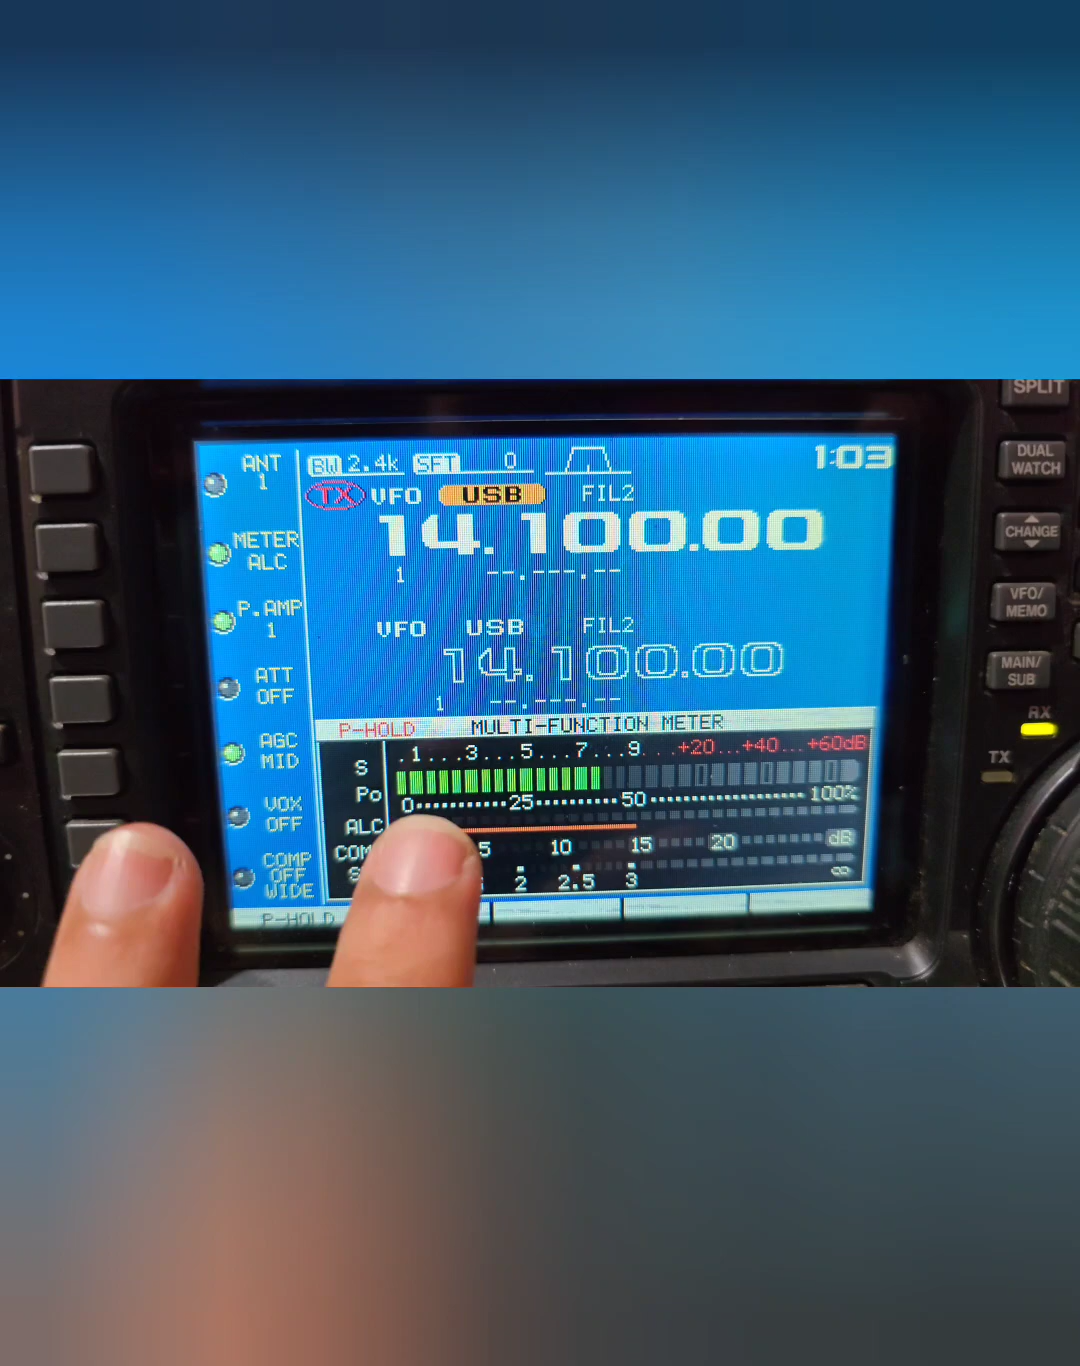 SPLIT
ANT
1
BW 2.4k SFT 0
1:03
DUAL
WATCH
TX VFO USB FIL2
14.100.00
METER
ALC
1 --.---.--
CHANGE
P.AMP
1
VFO USB FIL2
VFO/
MEMO
14.100.00
ATT
OFF
1 --.---.--
MAIN/
SUB
P-HOLD MULTI-FUNCTION METER
RX
AGC
MID
S .1...3...5...7...9...+20...+40...+60dB
TX
VOX
OFF
Po 0 25 50 100%
ALC
5 10 15 20 dB
COMP
OFF
WIDE
2 2.5 3 ∞
P-HOLD